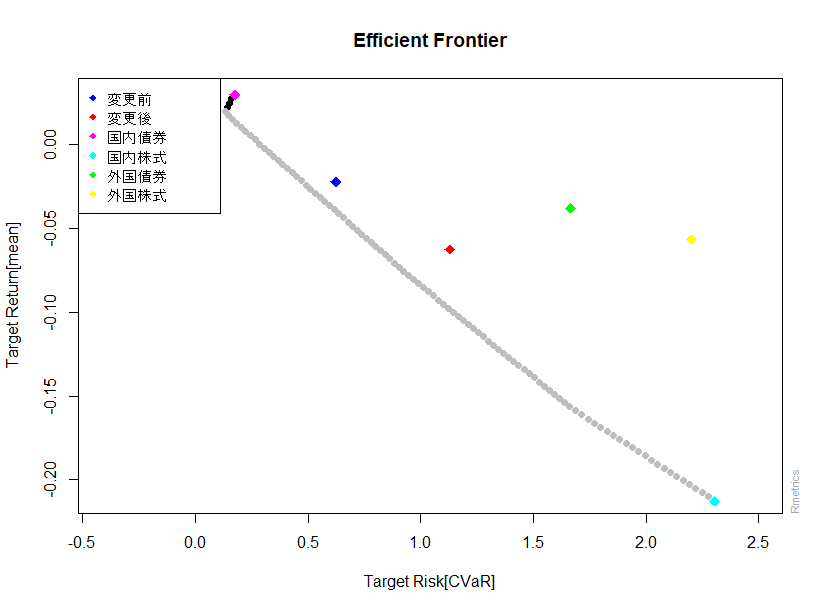 Efficient Frontier
変更前
変更後
国内債券
国内株式
外国債券
外国株式
0.00
-0.05
-0.10
-0.15
-0.20
Target Return[mean]
-0.5
0.0
0.5
1.0
1.5
2.0
2.5
Target Risk[CVaR]
Rmetrics